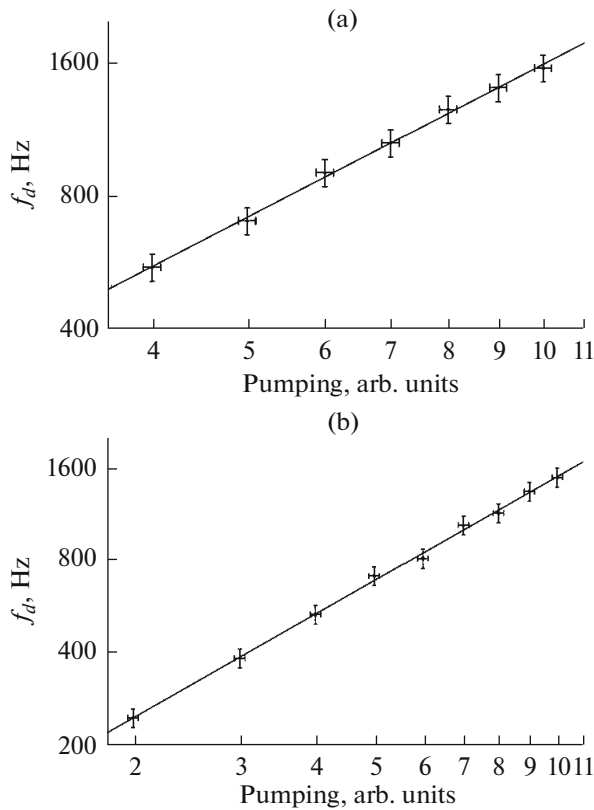 (a)
1600
800
400
f_d, Hz
4 5 6 7 8 9 10 11
Pumping, arb. units
(b)
1600
800
400
200
f_d, Hz
2 3 4 5 6 7 8 9 10 11
Pumping, arb. units